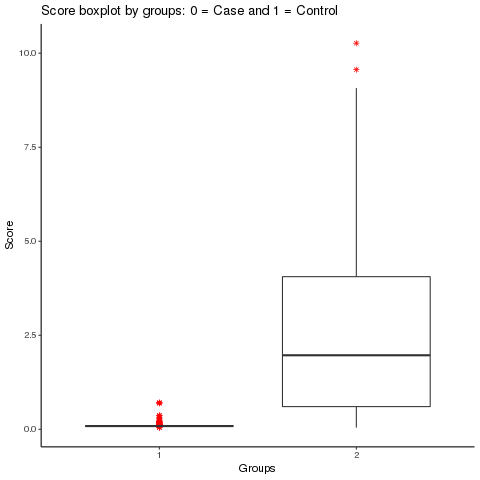 Score boxplot by groups: 0 = Case and 1 = Control
10.0
7.5
5.0
2.5
0.0
Score
1
2
Groups